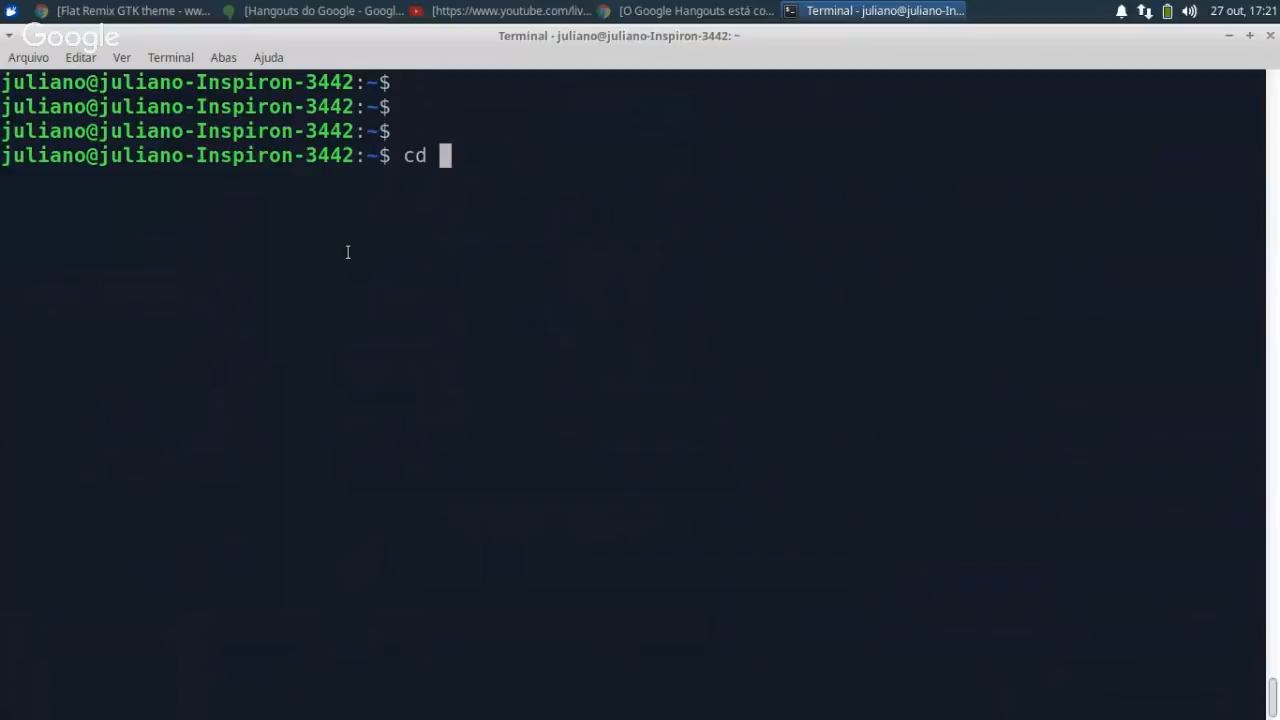 [Flat Remix GTK theme - ww... [Hangouts do Google - Googl... [https://www.youtube.com/liv... [O Google Hangouts está co... Terminal - juliano@juliano-In... 27 out, 17:21
Google
Terminal - juliano@juliano-Inspiron-3442: ~
Arquivo Editar Ver Terminal Abas Ajuda
juliano@juliano-Inspiron-3442:~$
juliano@juliano-Inspiron-3442:~$
juliano@juliano-Inspiron-3442:~$
juliano@juliano-Inspiron-3442:~$ cd